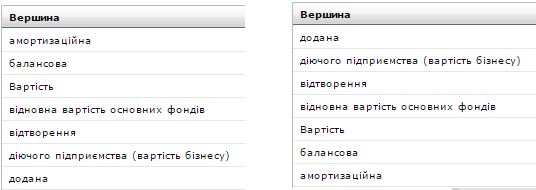 Вершина
амортизаційна
балансова
Вартість
відновна вартість основних фондів
відтворення
діючого підприємства (вартість бізнесу)
додана
Вершина
додана
діючого підприємства (вартість бізнесу)
відтворення
відновна вартість основних фондів
Вартість
балансова
амортизаційна